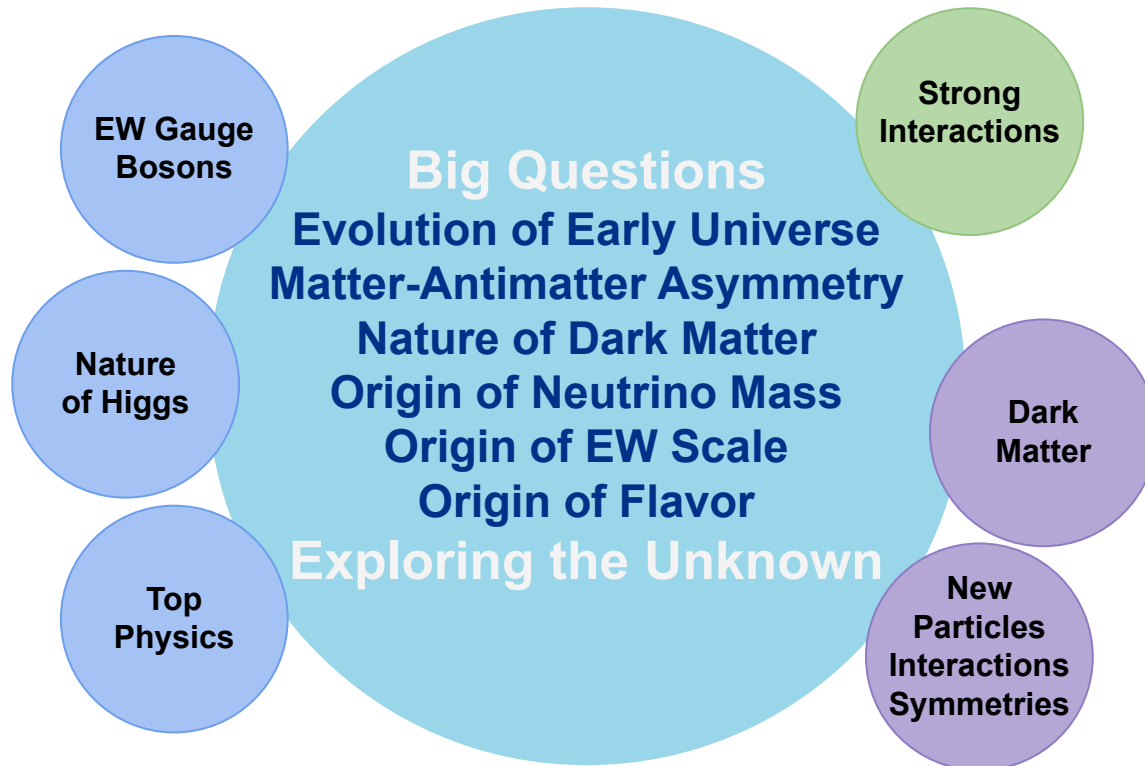 EW Gauge
Bosons
Nature
of Higgs
Top
Physics
Big Questions
Evolution of Early Universe
Matter-Antimatter Asymmetry
Nature of Dark Matter
Origin of Neutrino Mass
Origin of EW Scale
Origin of Flavor
Exploring the Unknown
Strong
Interactions
Dark
Matter
New
Particles
Interactions
Symmetries